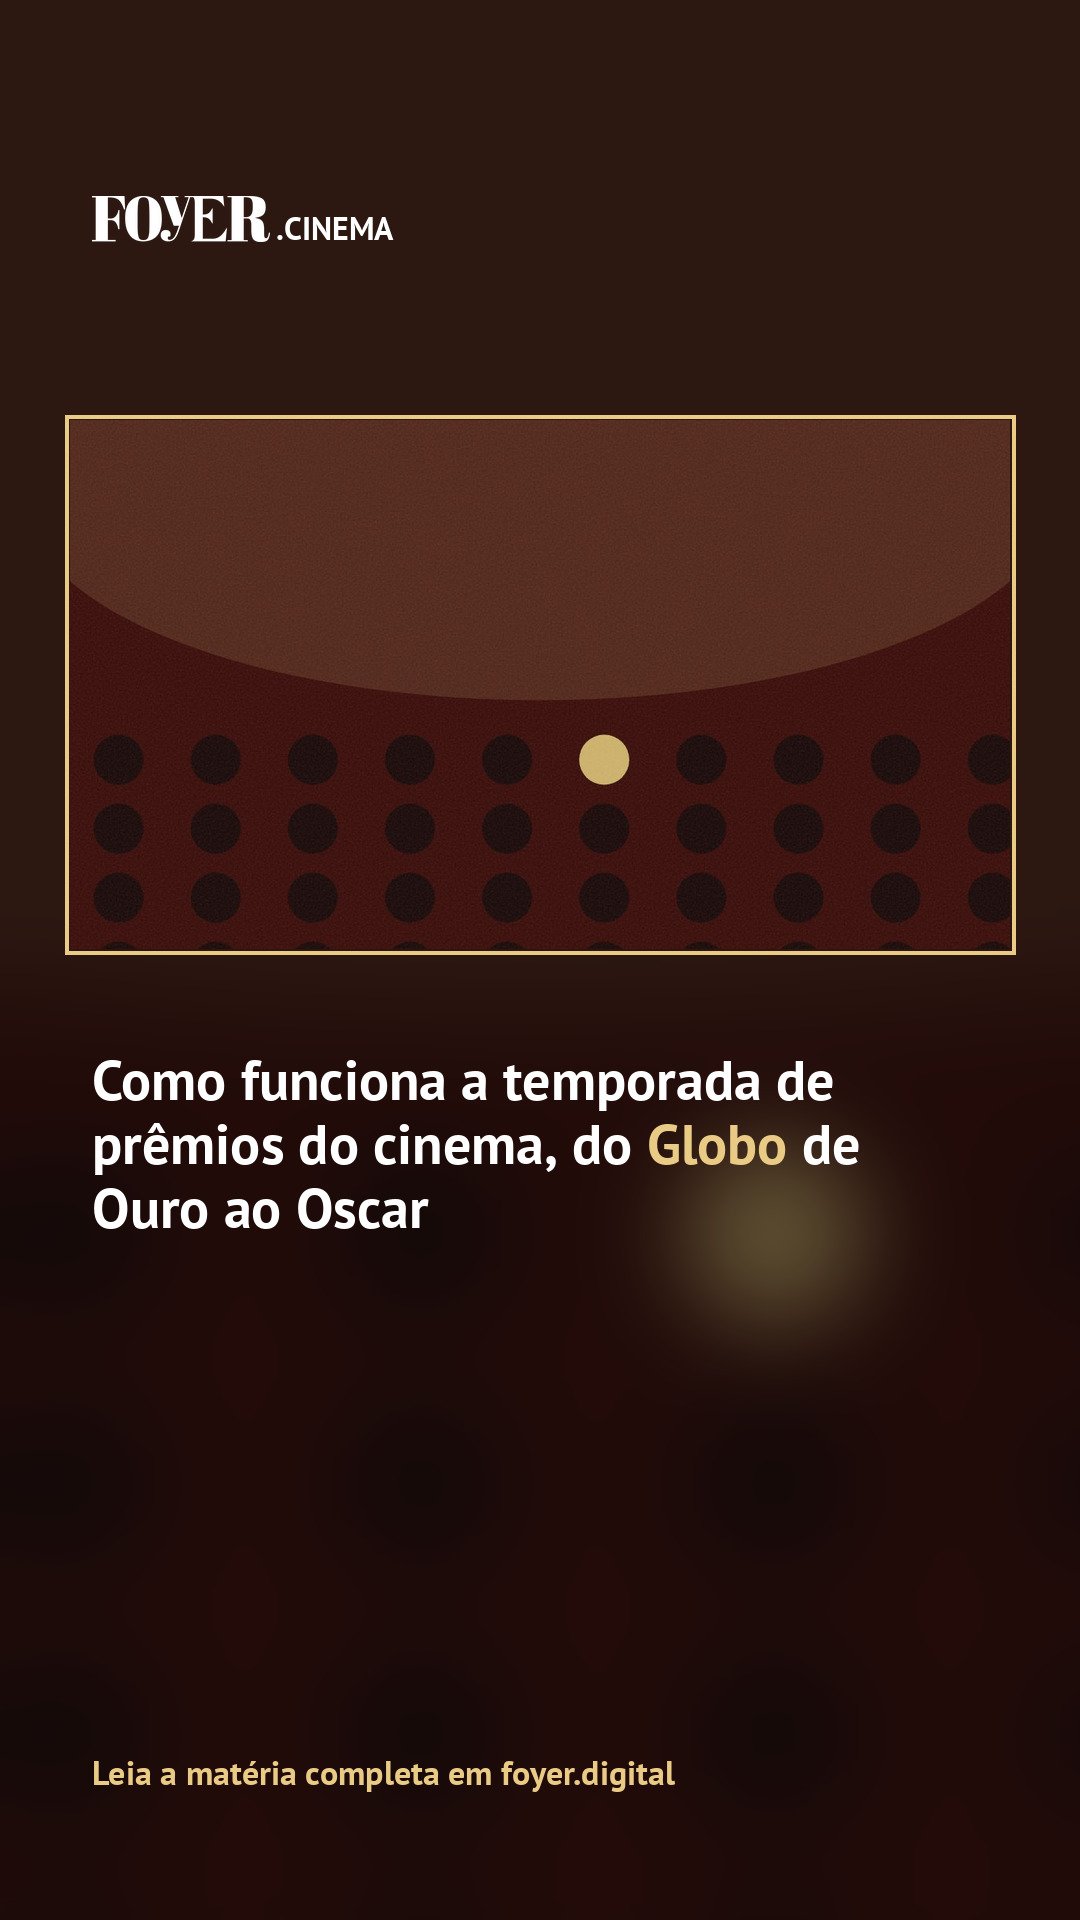 FOyER .CINEMA
Como funciona a temporada de
prêmios do cinema, do Globo de
Ouro ao Oscar
Leia a matéria completa em foyer.digital